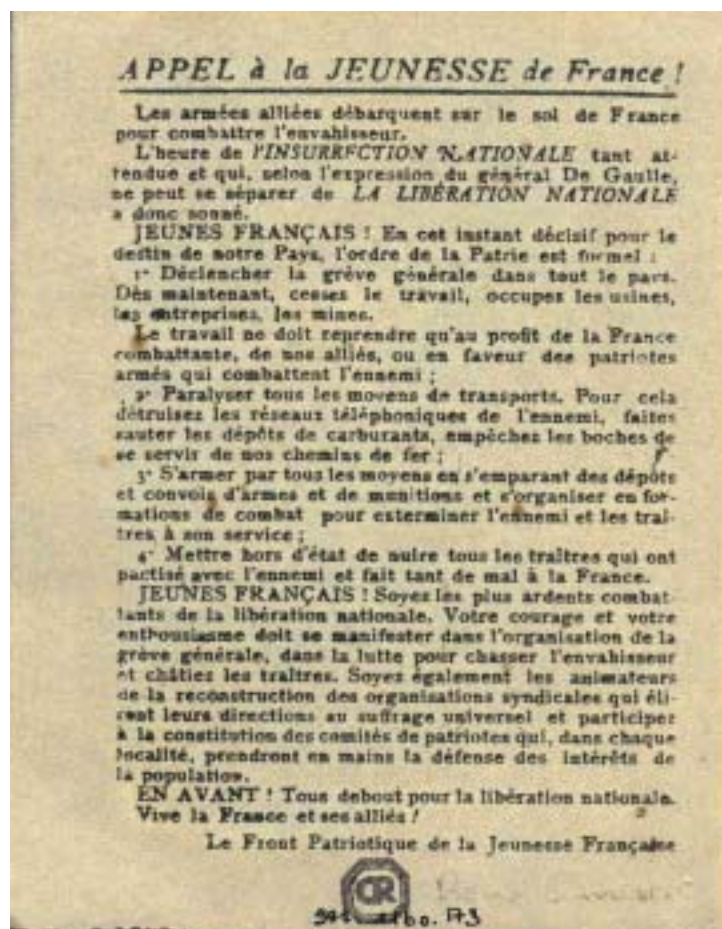 APPEL à la JEUNESSE de France !
Les armées alliées débarquent sur le sol de France
pour combattre l'envahisseur.
L'heure de l'INSURRECTION NATIONALE tant at-
tendue et qui, selon l'expression du général De Gaulle,
ne peut se séparer de LA LIBÉRATION NATIONALE
a donc sonné.
JEUNES FRANÇAIS ! En cet instant décisif pour le
destin de notre Pays, l'ordre de la Patrie est formel :
1° Déclencher la grève générale dans tout le pays.
Dès maintenant, cessez le travail, occupez les usines,
les entreprises, les mines.
Le travail ne doit reprendre qu'au profit de la France
combattante, de nos alliés, ou en faveur des patriotes
armés qui combattent l'ennemi ;
2° Paralyser tous les moyens de transports. Pour cela
détruisez les réseaux téléphoniques de l'ennemi, faites
sauter les dépôts de carburants, empêchez les boches de
se servir de nos chemins de fer ;
3° S'armer par tous les moyens en s'emparant des dépôts
et convois d'armes et de munitions et s'organiser en for-
mations de combat pour exterminer l'ennemi et les traî-
tres à son service ;
4° Mettre hors d'état de nuire tous les traîtres qui ont
pactisé avec l'ennemi et fait tant de mal à la France.
JEUNES FRANÇAIS ! Soyez les plus ardents combat-
tants de la libération nationale. Votre courage et votre
enthousiasme doit se manifester dans l'organisation de la
grève générale, dans la lutte pour chasser l'envahisseur
et châtiez les traîtres. Soyez également les animateurs
de la reconstruction des organisations syndicales qui éli-
ront leurs directions au suffrage universel et participer
à la constitution des comités de patriotes qui, dans chaque
localité, prendront en mains la défense des intérêts de
la population.
EN AVANT ! Tous debout pour la libération nationale.
Vive la France et ses alliés !
Le Front Patriotique de la Jeunesse Française